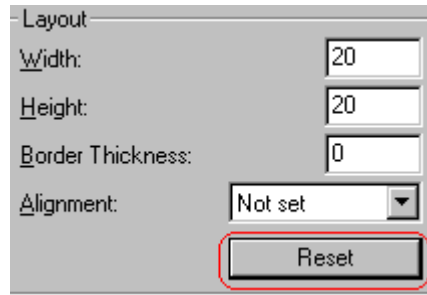 Layout
Width: 20
Height: 20
Border Thickness: 0
Alignment: Not set
Reset